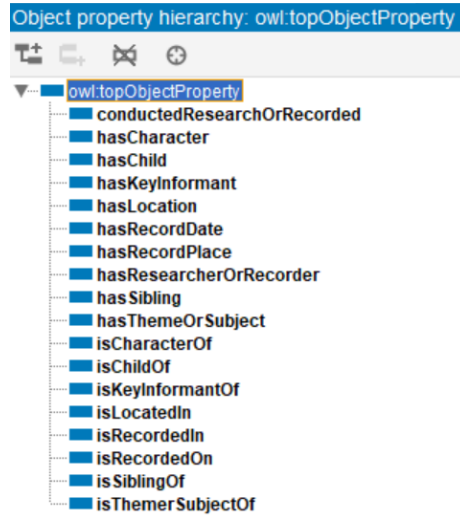 Object property hierarchy: owl:topObjectProperty
owl:topObjectProperty
conductedResearchOrRecorded
hasCharacter
hasChild
hasKeyInformant
hasLocation
hasRecordDate
hasRecordPlace
hasResearcherOrRecorder
hasSibling
hasThemeOrSubject
isCharacterOf
isChildOf
isKeyInformantOf
isLocatedIn
isRecordedIn
isRecordedOn
isSiblingOf
isThemerSubjectOf